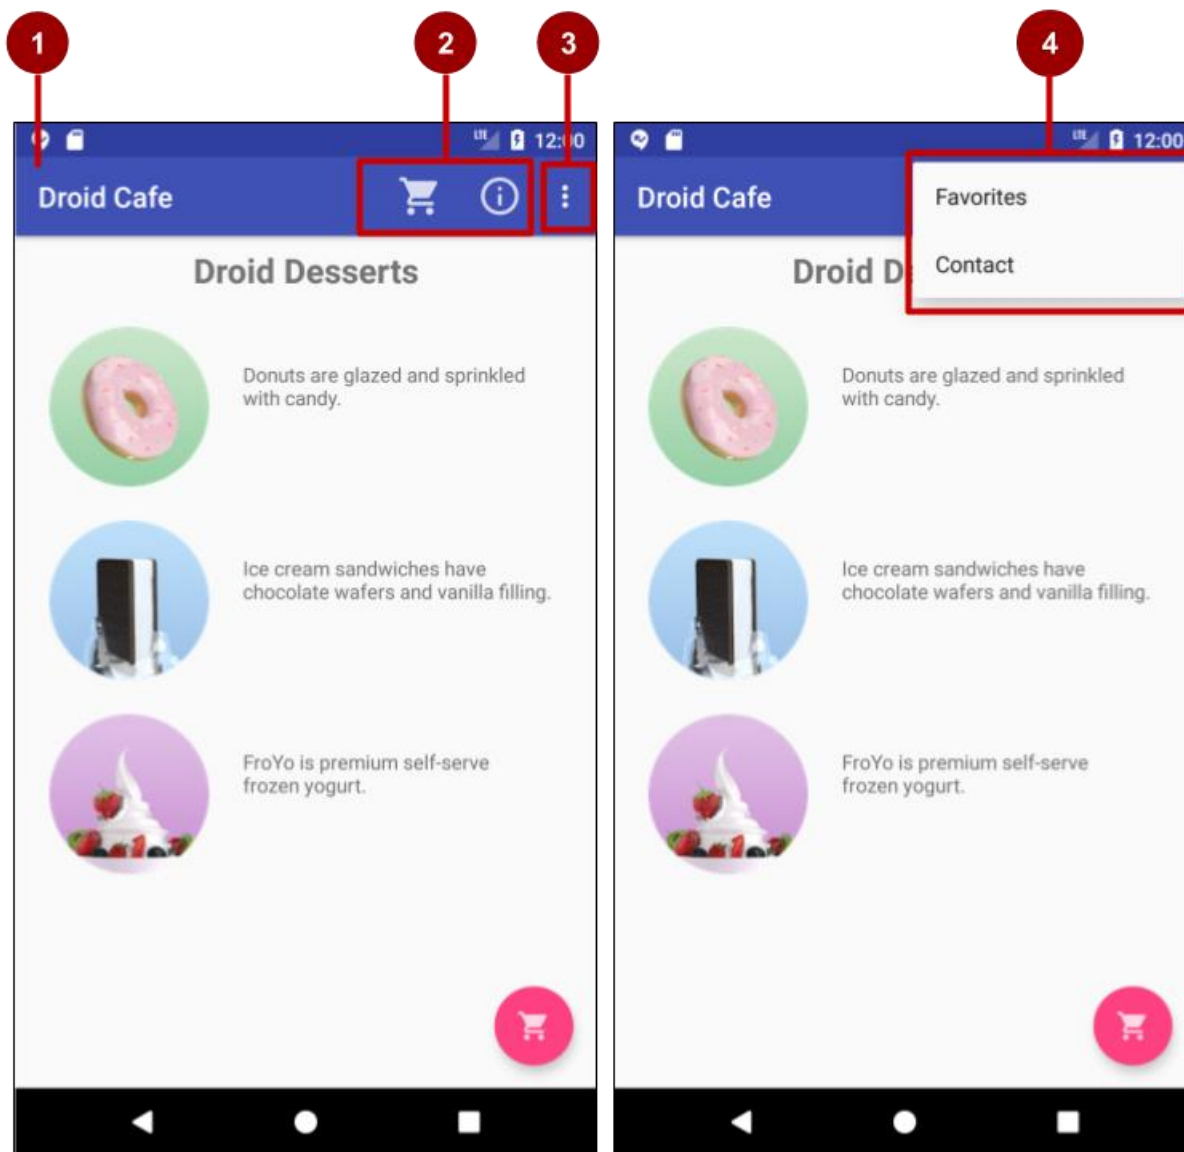 1
2
3
4
LTE 12:00
Droid Cafe
Droid Desserts
Donuts are glazed and sprinkled
with candy.
Ice cream sandwiches have
chocolate wafers and vanilla filling.
FroYo is premium self-serve
frozen yogurt.
LTE 12:00
Droid Cafe
Favorites
Contact
Droid D
Donuts are glazed and sprinkled
with candy.
Ice cream sandwiches have
chocolate wafers and vanilla filling.
FroYo is premium self-serve
frozen yogurt.